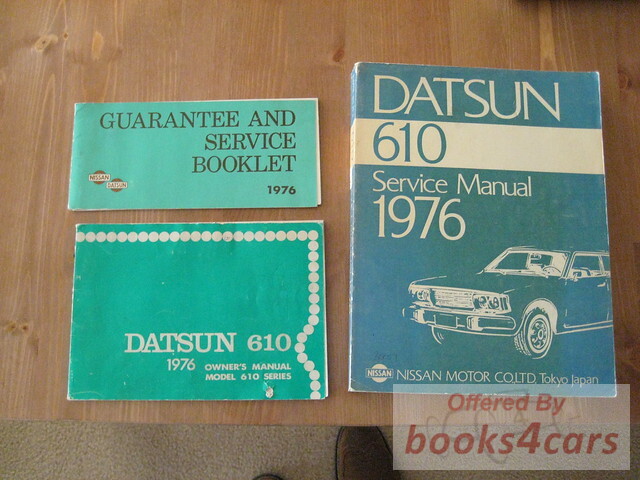 GUARANTEE AND
SERVICE
BOOKLET
NISSAN
DATSUN
1976
DATSUN 610
1976 OWNER'S MANUAL
MODEL 610 SERIES
DATSUN
610
Service Manual
1976
NISSAN
NISSAN MOTOR CO.,LTD. Tokyo Japan
Offered By
books4cars